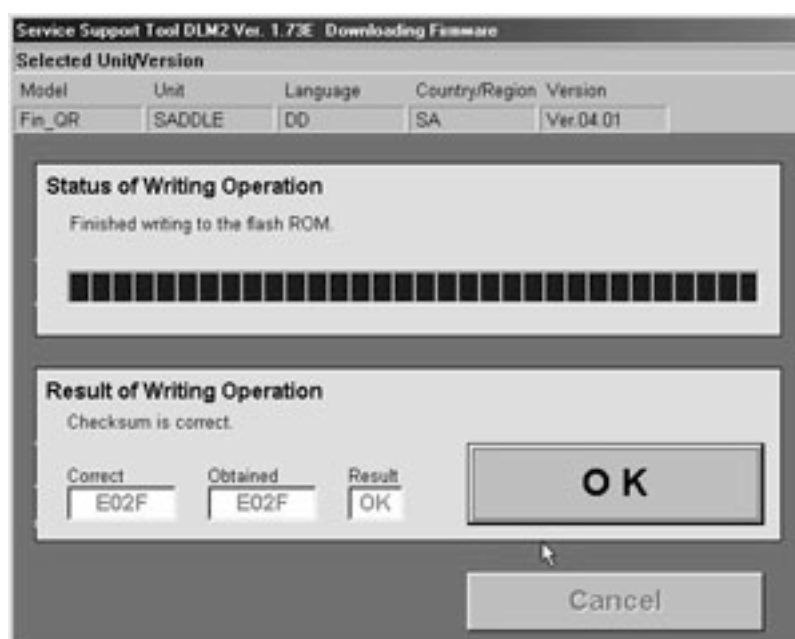 Service Support Tool DLM2 Ver. 1.73E Downloading Firmware
Selected Unit/Version
Model Unit Language Country/Region Version
Fin_QR SADDLE DD SA Ver.04.01
Status of Writing Operation
Finished writing to the flash ROM.
Result of Writing Operation
Checksum is correct.
Correct Obtained Result
E02F E02F OK
OK
Cancel